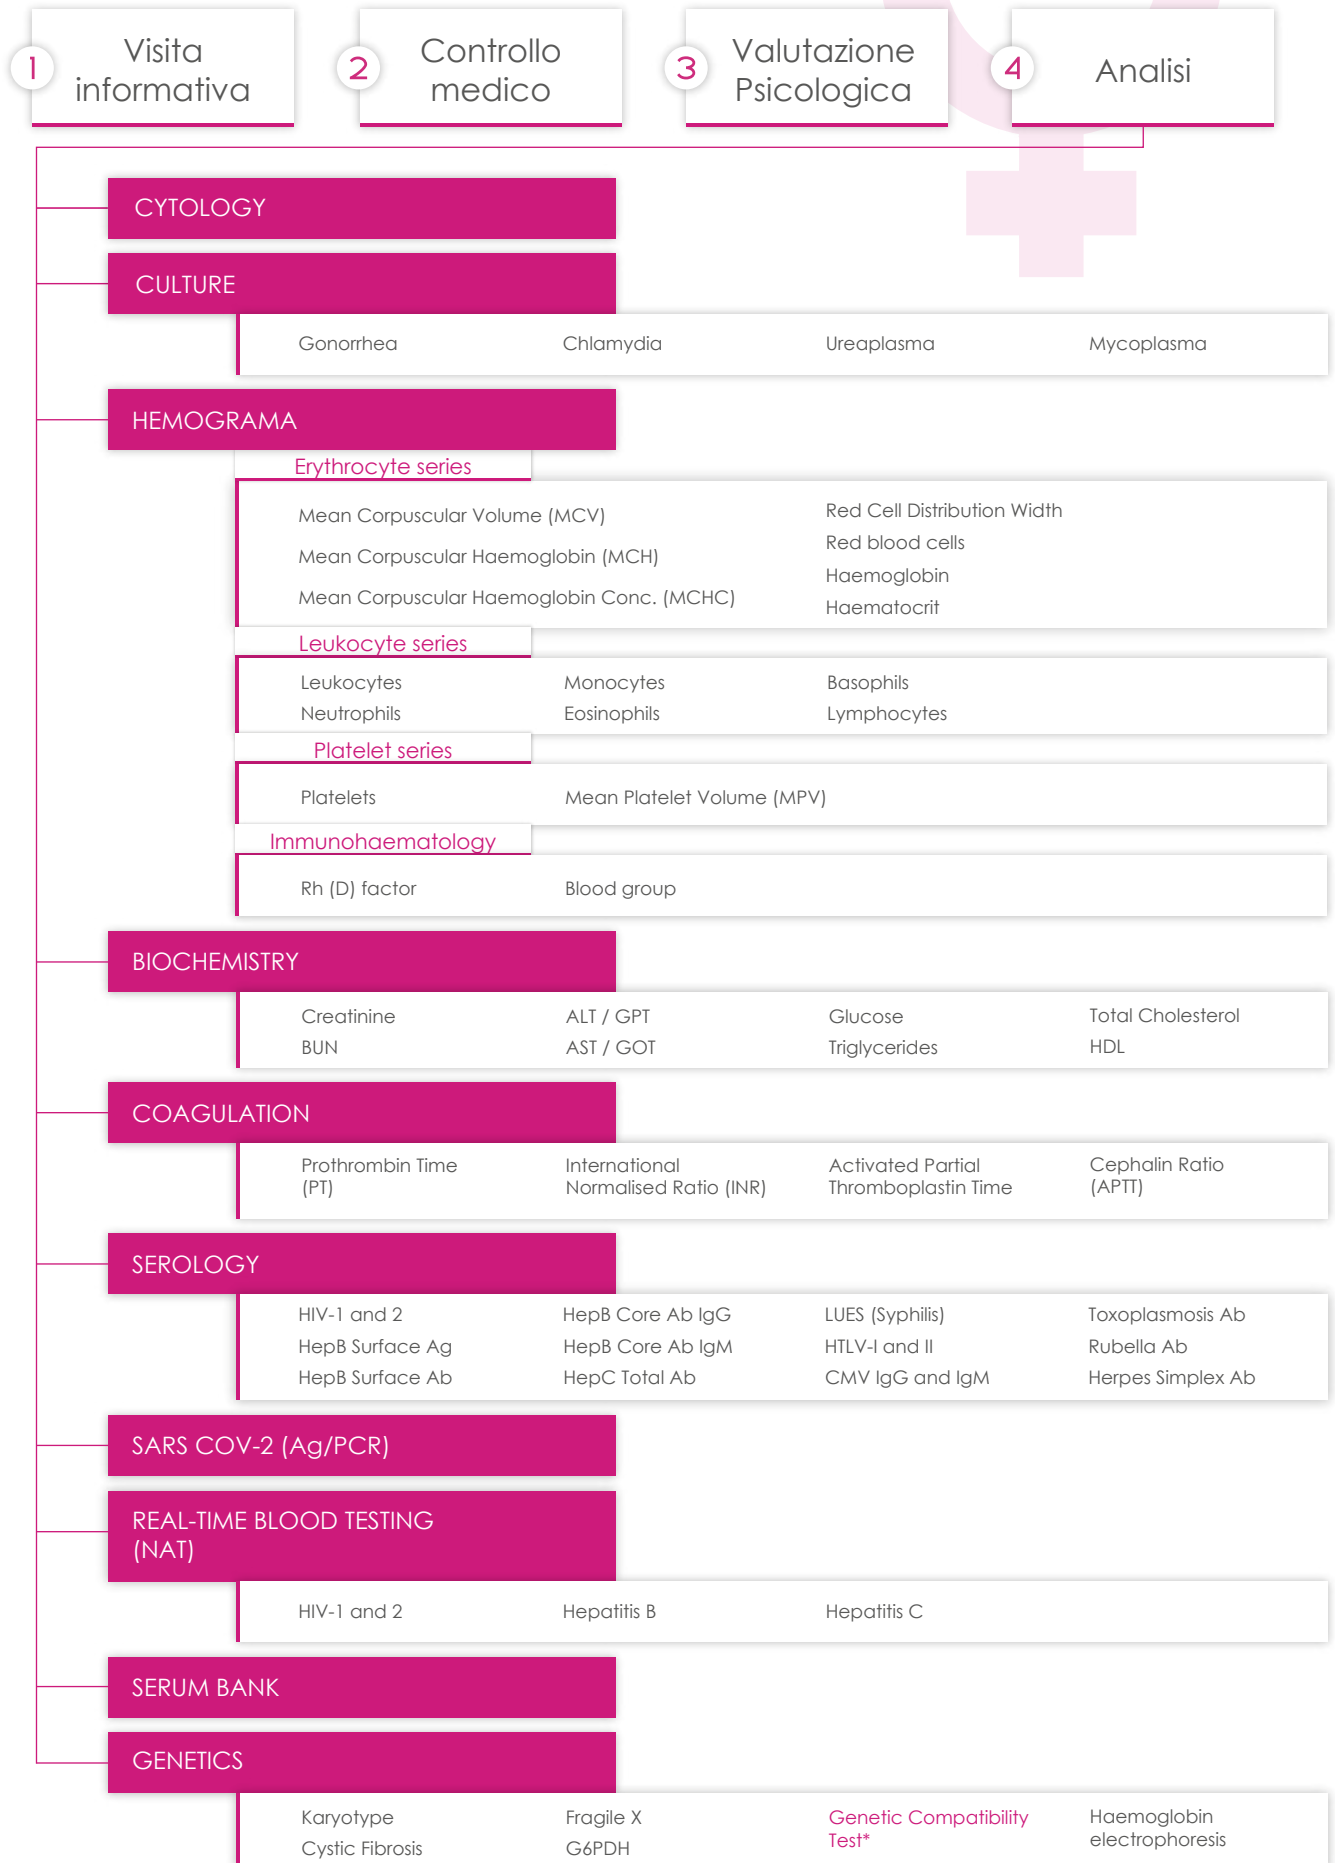 1
Visita
informativa
2
Controllo
medico
3
Valutazione
Psicologica
4
Analisi
CYTOLOGY
CULTURE
Gonorrhea
Chlamydia
Ureaplasma
Mycoplasma
HEMOGRAMA
Erythrocyte series
Mean Corpuscular Volume (MCV)
Mean Corpuscular Haemoglobin (MCH)
Mean Corpuscular Haemoglobin Conc. (MCHC)
Red Cell Distribution Width
Red blood cells
Haemoglobin
Haematocrit
Leukocyte series
Leukocytes
Neutrophils
Monocytes
Eosinophils
Basophils
Lymphocytes
Platelet series
Platelets
Mean Platelet Volume (MPV)
Immunohaematology
Rh (D) factor
Blood group
BIOCHEMISTRY
Creatinine
BUN
ALT / GPT
AST / GOT
Glucose
Triglycerides
Total Cholesterol
HDL
COAGULATION
Prothrombin Time
(PT)
International
Normalised Ratio (INR)
Activated Partial
Thromboplastin Time
Cephalin Ratio
(APTT)
SEROLOGY
HIV-1 and 2
HepB Surface Ag
HepB Surface Ab
HepB Core Ab IgG
HepB Core Ab IgM
HepC Total Ab
LUES (Syphilis)
HTLV-I and II
CMV IgG and IgM
Toxoplasmosis Ab
Rubella Ab
Herpes Simplex Ab
SARS COV-2 (Ag/PCR)
REAL-TIME BLOOD TESTING
(NAT)
HIV-1 and 2
Hepatitis B
Hepatitis C
SERUM BANK
GENETICS
Karyotype
Cystic Fibrosis
Fragile X
G6PDH
Genetic Compatibility
Test*
Haemoglobin
electrophoresis